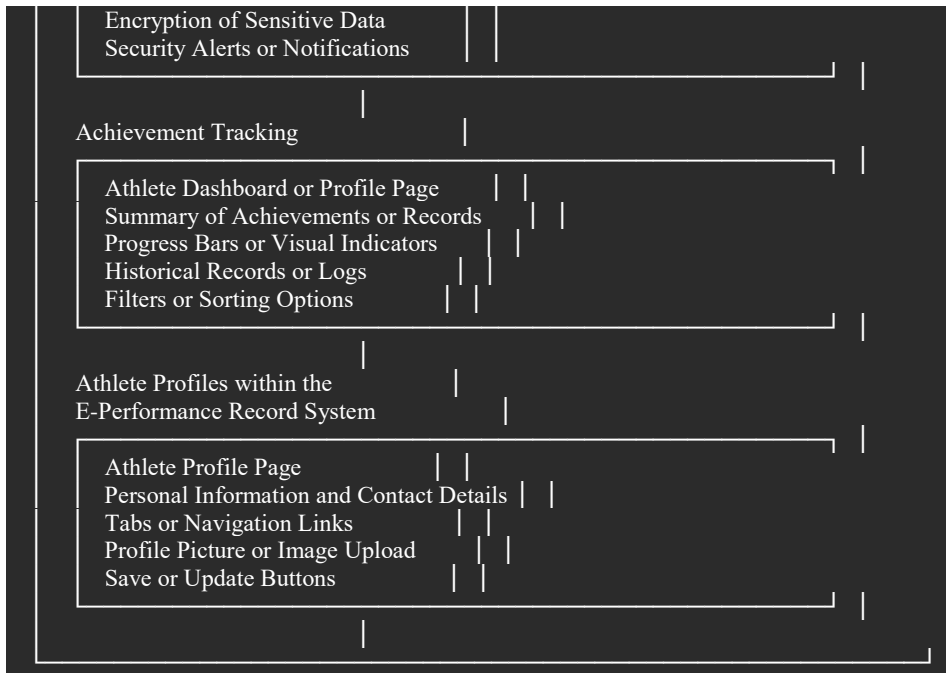 Encryption of Sensitive Data
Security Alerts or Notifications
Achievement Tracking
Athlete Dashboard or Profile Page
Summary of Achievements or Records
Progress Bars or Visual Indicators
Historical Records or Logs
Filters or Sorting Options
Athlete Profiles within the
E-Performance Record System
Athlete Profile Page
Personal Information and Contact Details
Tabs or Navigation Links
Profile Picture or Image Upload
Save or Update Buttons